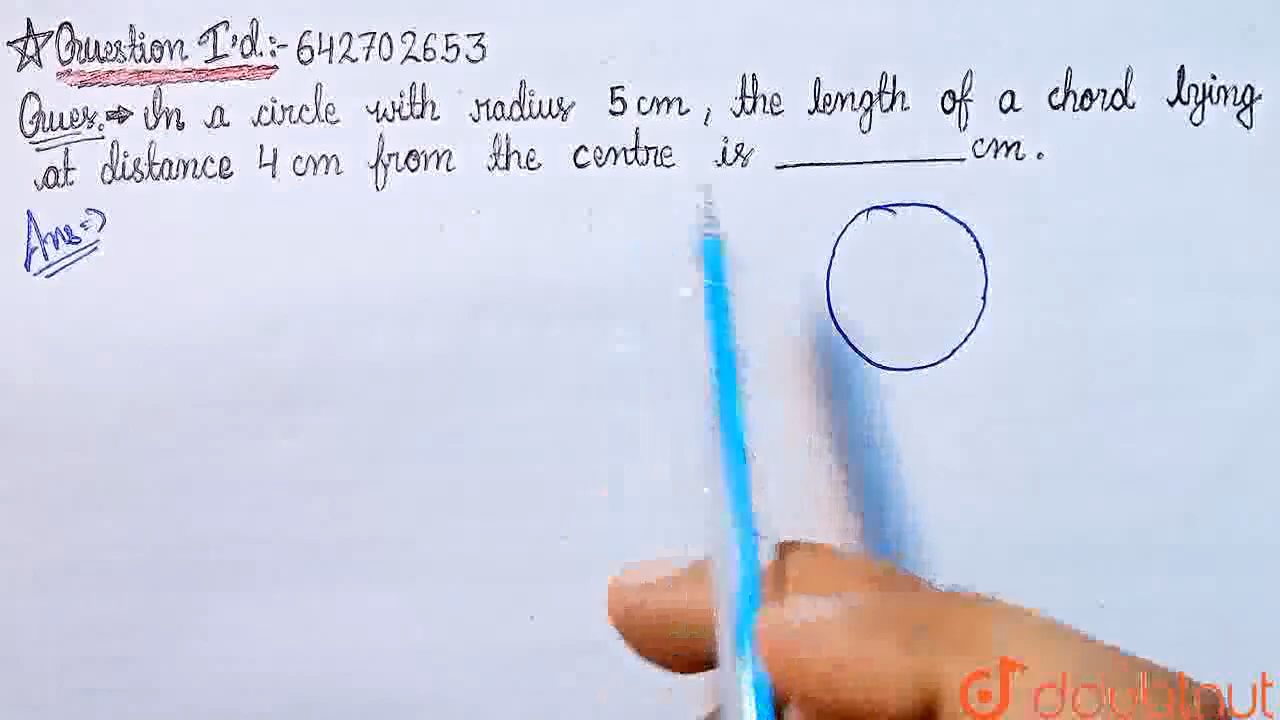 ☆ Question I'd.:- 642702653
Ques. ⇒ In a circle with radius 5 cm, the length of a chord lying
at distance 4 cm from the centre is ________ cm.
Ans ⇒
doubtnut